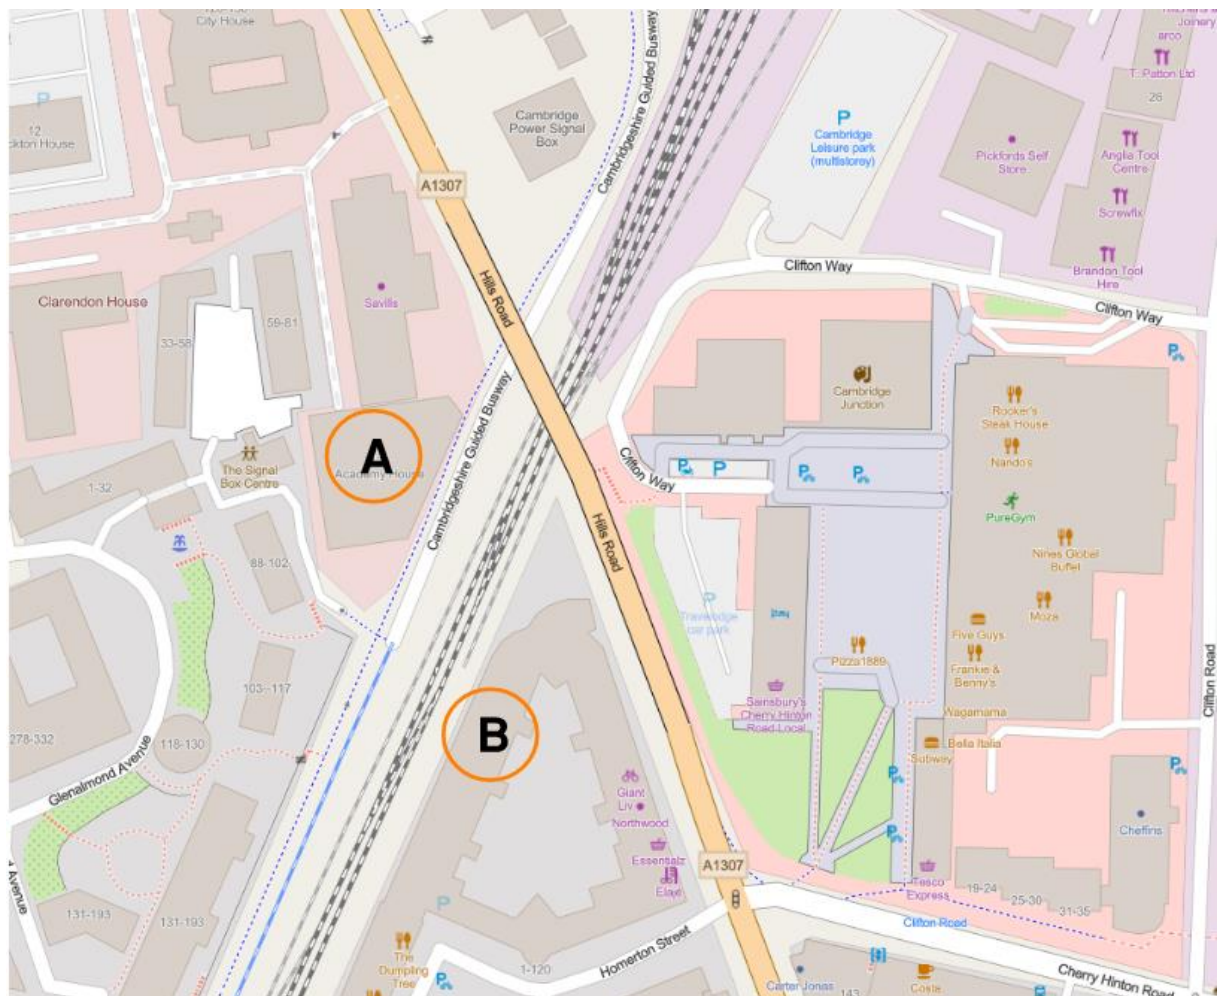 City House
P
12
Cambridge
Power Signal
Box
Cambridgeshire Guided Busway
Cambridgeshire Guided Busway
P
Cambridge
Leisure park
(multistorey)
Joinery
arco
T. Patton Ltd
26
Pickfords Self
Store
Anglia Tool
Centre
Screwfix
Brandon Tool
Hire
A1307
Hills Road
Clifton Way
Clifton Way
Clarendon House
Savills
59-81
33-58
Cambridge
Junction
Rocker's
Steak House
Nando's
PureGym
Nines Global
Buffet
Moza
Five Guys
Frankie &
Benny's
Wagamama
Bella Italia
Subway
A
Academy House
The Signal
Box Centre
1-32
88-102
Cambridgeshire Guided Busway
Clifton Way
P
P
P
P
Hills Road
Travelodge
car park
Pizza1889
Sainsbury's
Cherry Hinton
Road Local
103--117
118-130
278-332
Glenalmond Avenue
Avenue
131-193
131-193
B
Giant
Liv
Northwood
Essentialz
Elaxi
A1307
P
P
P
P
P
Clifton Road
Cheffins
Tesco
Express
19-24
25-30
31-35
Clifton Road
Cherry Hinton Road
Homerton Street
P
The
Dumpling
Tree
P
1-120
Carter Jonas
143
Costa